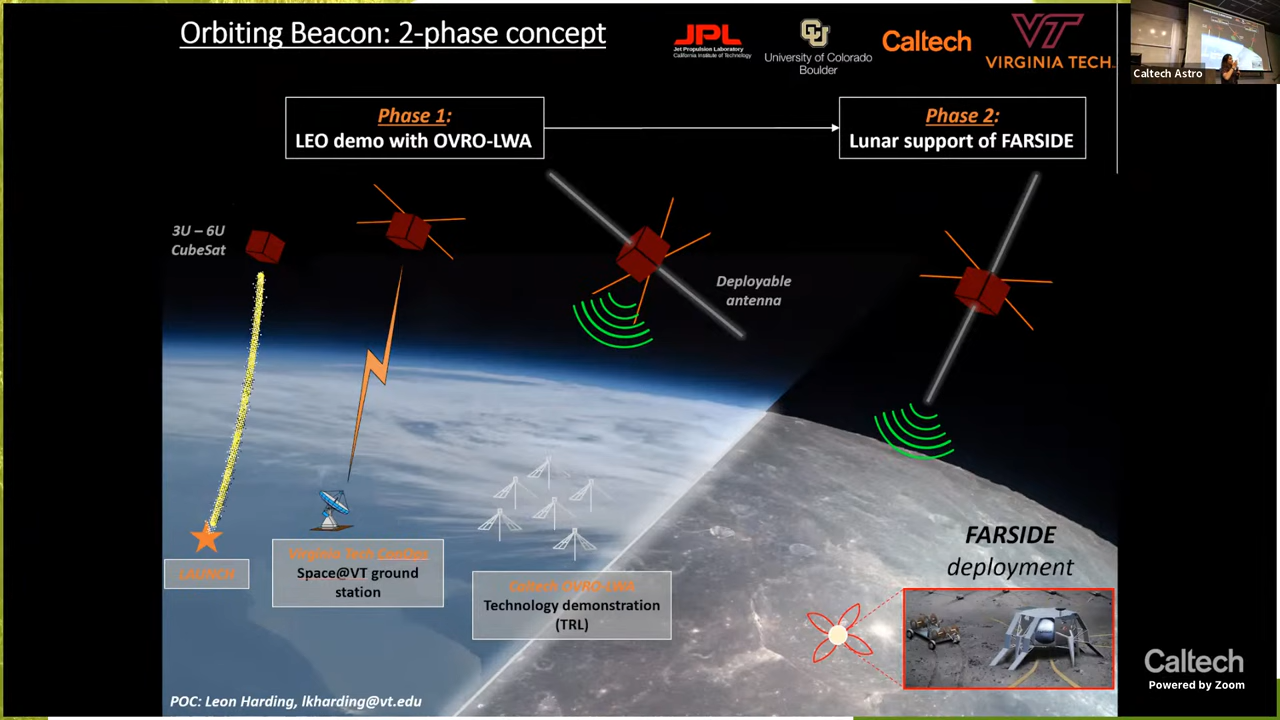 Orbiting Beacon: 2-phase concept
JPL
Jet Propulsion Laboratory
California Institute of Technology
University of Colorado
Boulder
Caltech
VT
VIRGINIA TECH.
Caltech Astro
Phase 1:
LEO demo with OVRO-LWA
Phase 2:
Lunar support of FARSIDE
3U – 6U
CubeSat
Deployable
antenna
LAUNCH
Virginia Tech ConOps
Space@VT ground
station
Caltech OVRO-LWA
Technology demonstration
(TRL)
FARSIDE
deployment
POC: Leon Harding, lkharding@vt.edu
Caltech
Powered by Zoom